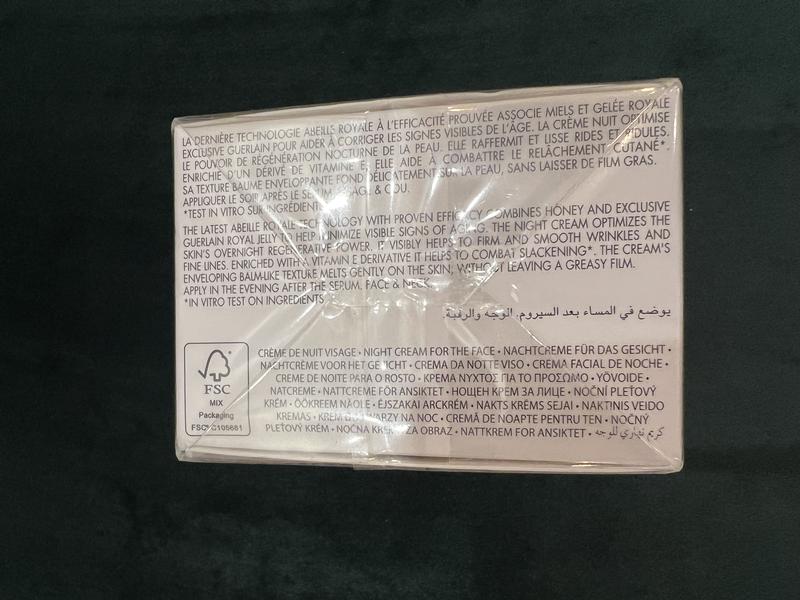 LA DERNIÈRE TECHNOLOGIE ABEILLE ROYALE À L'EFFICACITÉ PROUVÉE ASSOCIE MIELS ET GELÉE ROYALE
EXCLUSIVE GUERLAIN POUR AIDER À CORRIGER LES SIGNES VISIBLES DE L'ÂGE. LA CRÈME NUIT OPTIMISE
LE POUVOIR DE RÉGÉNÉRATION NOCTURNE DE LA PEAU. ELLE RAFFERMIT ET LISSE RIDES ET RIDULES.
ENRICHIE D'UN DÉRIVÉ DE VITAMINE E, ELLE AIDE À COMBATTRE LE RELÂCHEMENT CUTANÉ*.
SA TEXTURE BAUME ENVELOPPANTE FOND DÉLICATEMENT SUR LA PEAU, SANS LAISSER DE FILM GRAS.
APPLIQUER LE SOIR APRÈS LE SÉRUM, VISAGE & COU.
*TEST IN VITRO SUR INGRÉDIENTS
THE LATEST ABEILLE ROYALE TECHNOLOGY WITH PROVEN EFFICACY COMBINES HONEY AND EXCLUSIVE
GUERLAIN ROYAL JELLY TO HELP MINIMIZE VISIBLE SIGNS OF AGING. THE NIGHT CREAM OPTIMIZES THE
SKIN'S OVERNIGHT REGENERATIVE POWER. IT VISIBLY HELPS TO FIRM AND SMOOTH WRINKLES AND
FINE LINES. ENRICHED WITH A VITAMIN E DERIVATIVE IT HELPS TO COMBAT SLACKENING*. THE CREAM'S
ENVELOPING BALM-LIKE TEXTURE MELTS GENTLY ON THE SKIN, WITHOUT LEAVING A GREASY FILM.
APPLY IN THE EVENING AFTER THE SERUM, FACE & NECK.
*IN VITRO TEST ON INGREDIENTS
يوضع في المساء بعد السيروم، الوجه والرقبة.
FSC
MIX
Packaging
FSC® C105681
CRÈME DE NUIT VISAGE • NIGHT CREAM FOR THE FACE • NACHTCREME FÜR DAS GESICHT •
NACHTCRÈME VOOR HET GEZICHT • CREMA DA NOTTE VISO • CREMA FACIAL DE NOCHE •
CREME DE NOITE PARA O ROSTO • ΚΡΕΜΑ ΝΥΧΤΟΣ ΓΙΑ ΤΟ ΠΡΟΣΩΠΟ • YÖVOIDE •
NATCREME • NATTCREME FÖR ANSIKTET • НОЩЕН КРЕМ ЗА ЛИЦЕ • NOČNÍ PLEŤOVÝ
KRÉM • ÖÖKREEM NÄOLE • ÉJSZAKAI ARCKRÉM • NAKTS KRĒMS SEJAI • NAKTINIS VEIDO
KREMAS • KREM DO TWARZY NA NOC • CREMĂ DE NOAPTE PENTRU TEN • NOČNÝ
PLEŤOVÝ KRÉM • NOČNA KREMA ZA OBRAZ • NATTKREM FOR ANSIKTET •